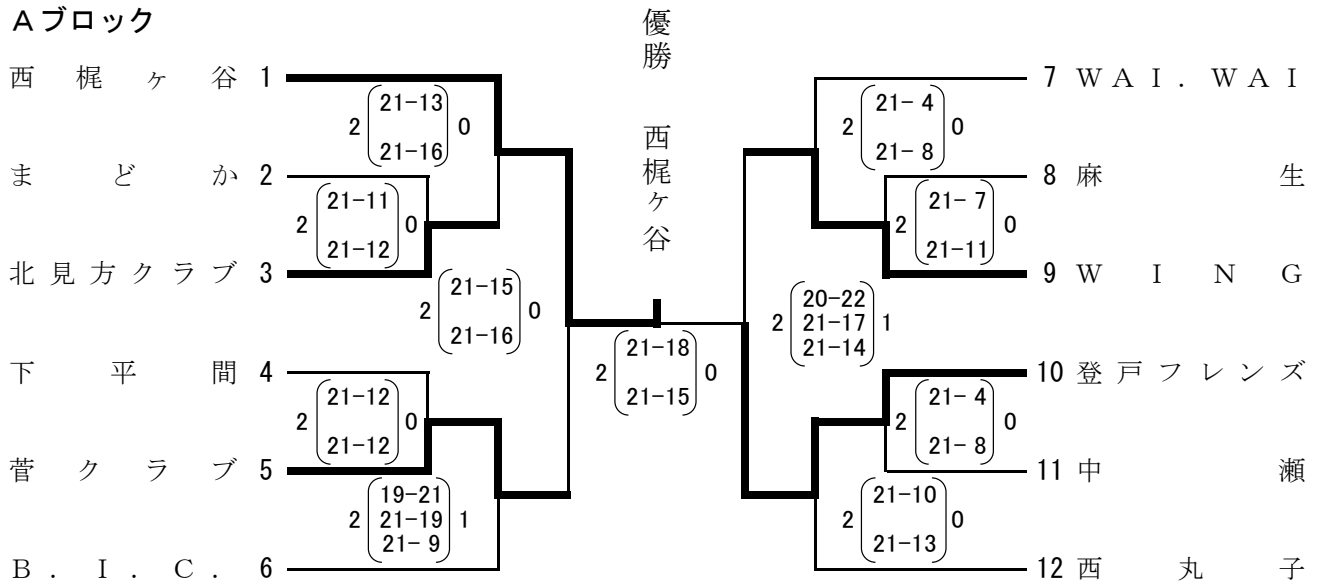 Aブロック
優勝 西梶ヶ谷
西梶ヶ谷 1
21-13
2 0
21-16
まどか 2
21-11
2 0
21-12
北見方クラブ 3
21-15
2 0
21-16
下平間 4
21-12
2 0
21-12
菅クラブ 5
19-21
2 21-19 1
21- 9
B.I.C. 6
21-18
2 0
21-15
7 WAI.WAI
21- 4
2 0
21- 8
8 麻生
21- 7
2 0
21-11
9 WING
20-22
2 21-17 1
21-14
10 登戸フレンズ
21- 4
2 0
21- 8
11 中瀬
21-10
2 0
21-13
12 西丸子